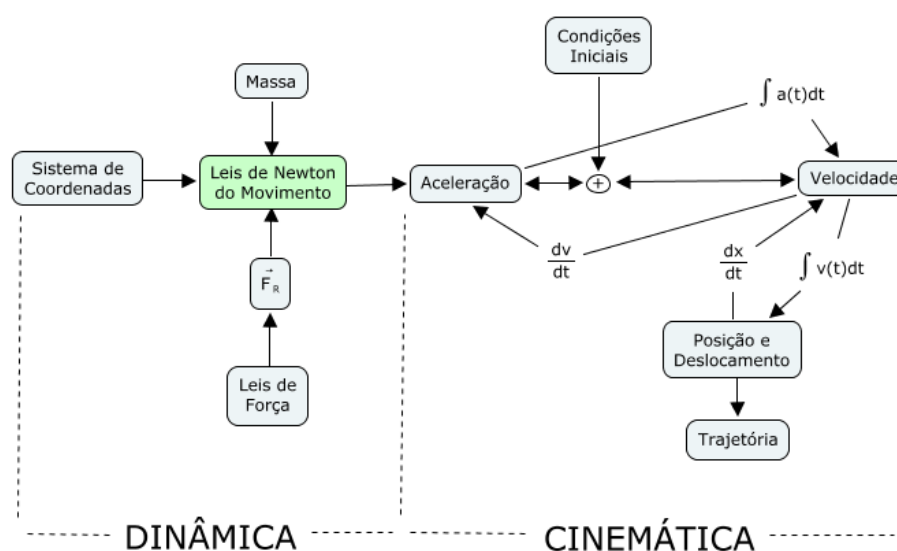 Condições
Iniciais
Massa
∫ a(t)dt
Sistema de
Coordenadas
Leis de Newton
do Movimento
Aceleração
+
Velocidade
dv
dt
dx
dt
∫ v(t)dt
F⃗ R
Posição e
Deslocamento
Leis de
Força
Trajetória
DINÂMICA
CINEMÁTICA